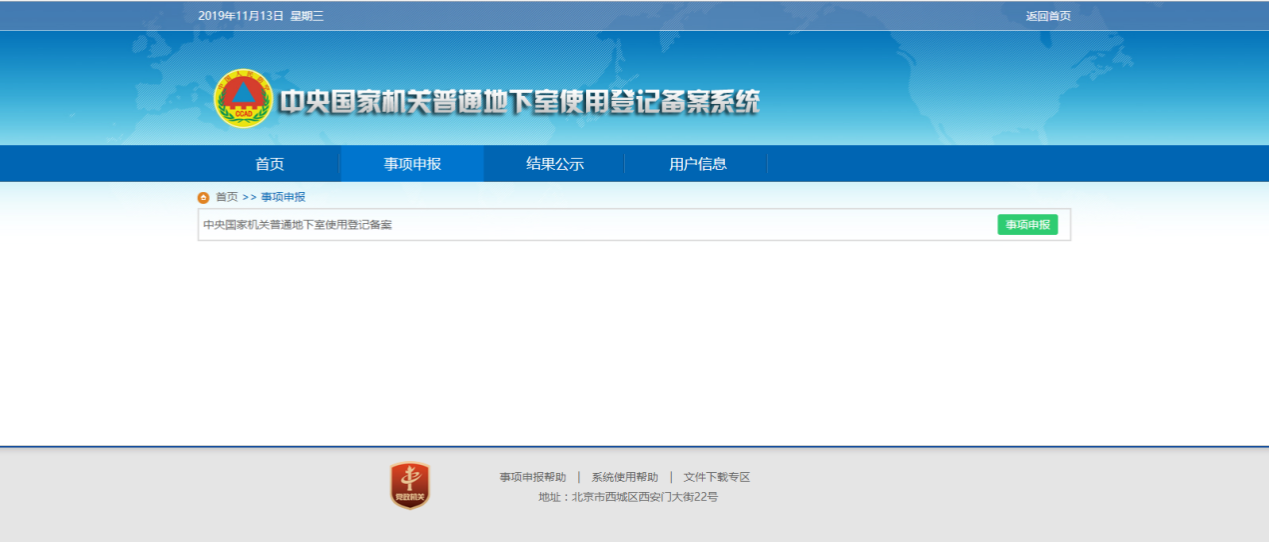 2019年11月13日 星期三 返回首页
中央国家机关普通地下室使用登记备案系统
首页 事项申报 结果公示 用户信息
首页 >> 事项申报
中央国家机关普通地下室使用登记备案 事项申报
事项申报帮助 | 系统使用帮助 | 文件下载专区
党政机关
地址：北京市西城区西安门大街22号